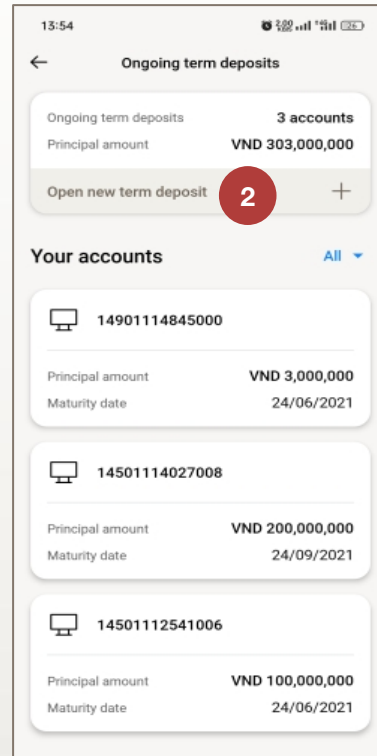 13:54
Ongoing term deposits
Ongoing term deposits 3 accounts
Principal amount VND 303,000,000
Open new term deposit 2 +
Your accounts All
14901114845000
Principal amount VND 3,000,000
Maturity date 24/06/2021
14501114027008
Principal amount VND 200,000,000
Maturity date 24/09/2021
14501112541006
Principal amount VND 100,000,000
Maturity date 24/06/2021